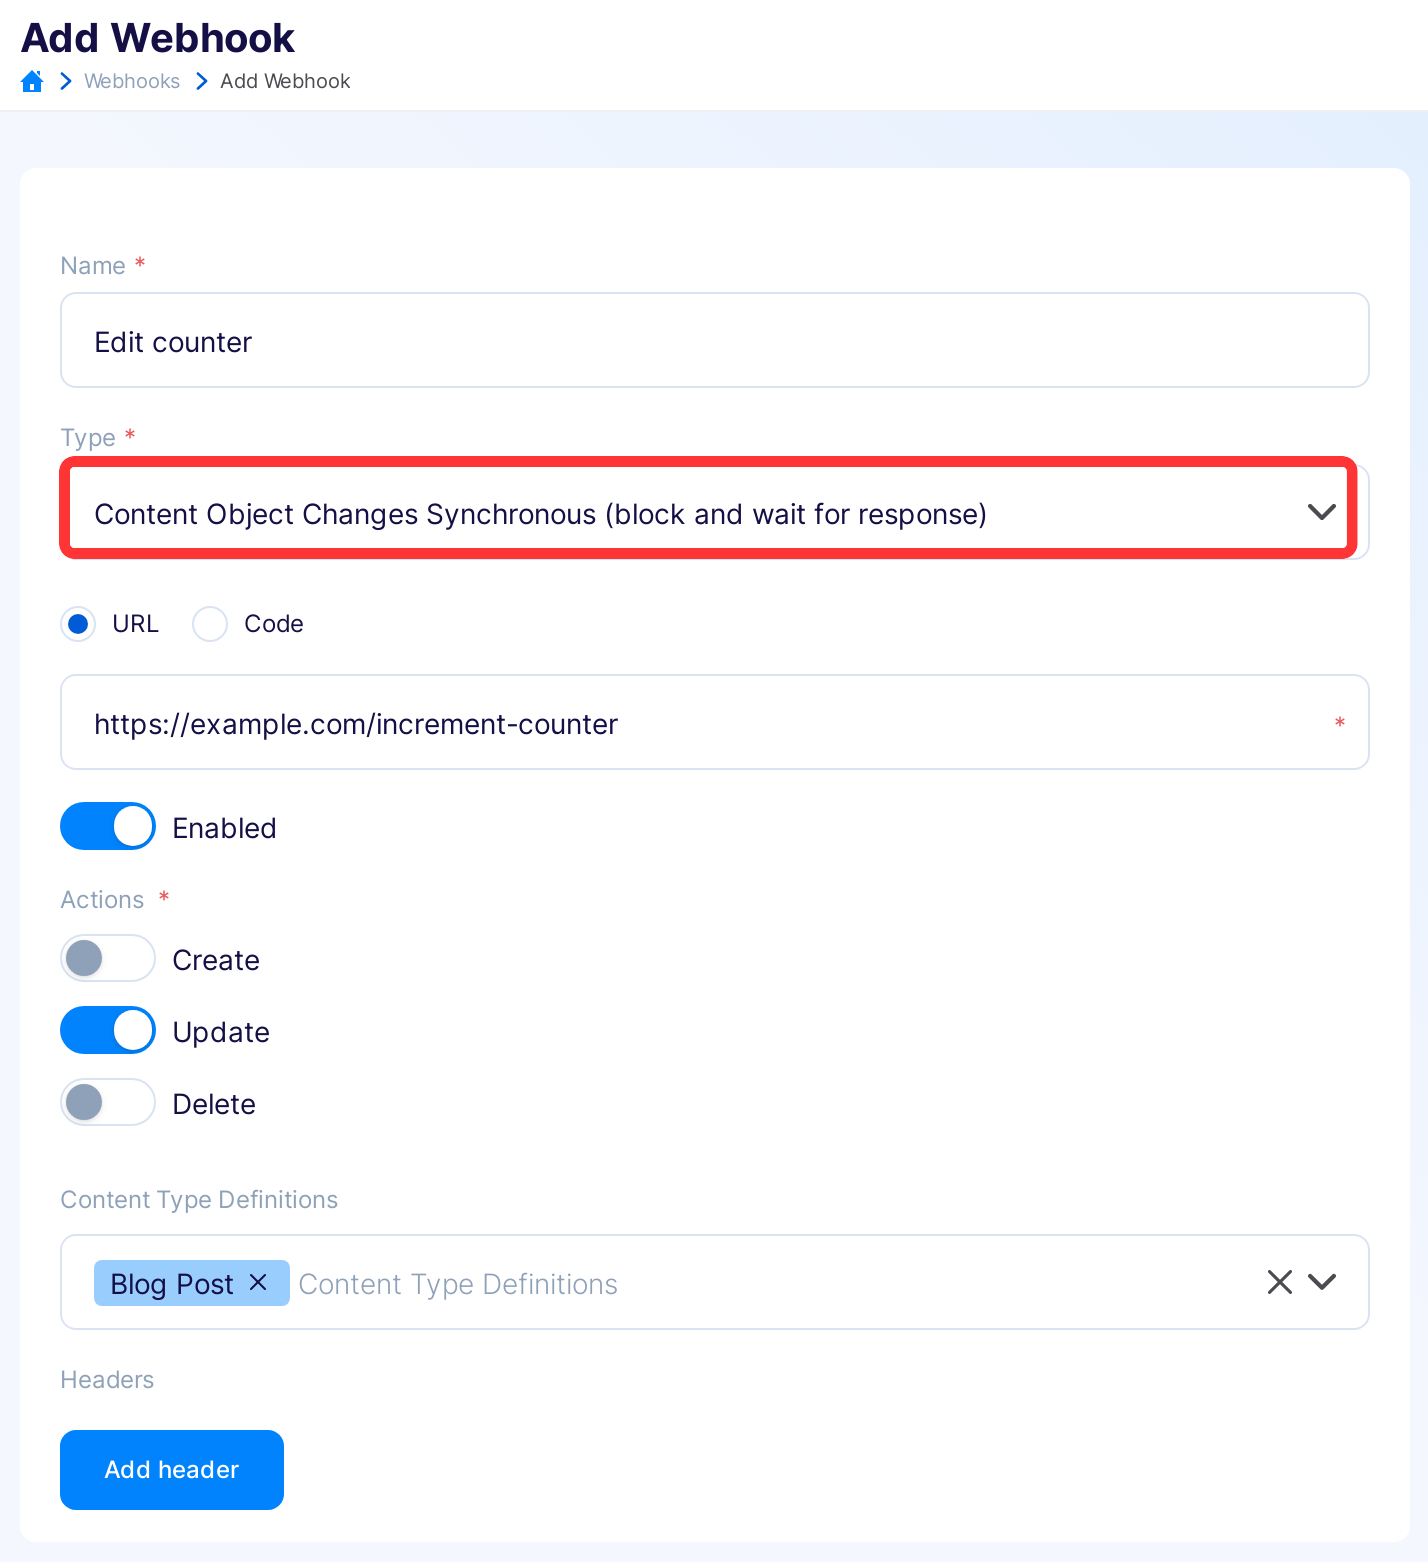 Add Webhook
Webhooks Add Webhook
Name *
Edit counter
Type *
Content Object Changes Synchronous (block and wait for response)
URL Code
https://example.com/increment-counter *
Enabled
Actions *
Create
Update
Delete
Content Type Definitions
Blog Post Content Type Definitions
Headers
Add header